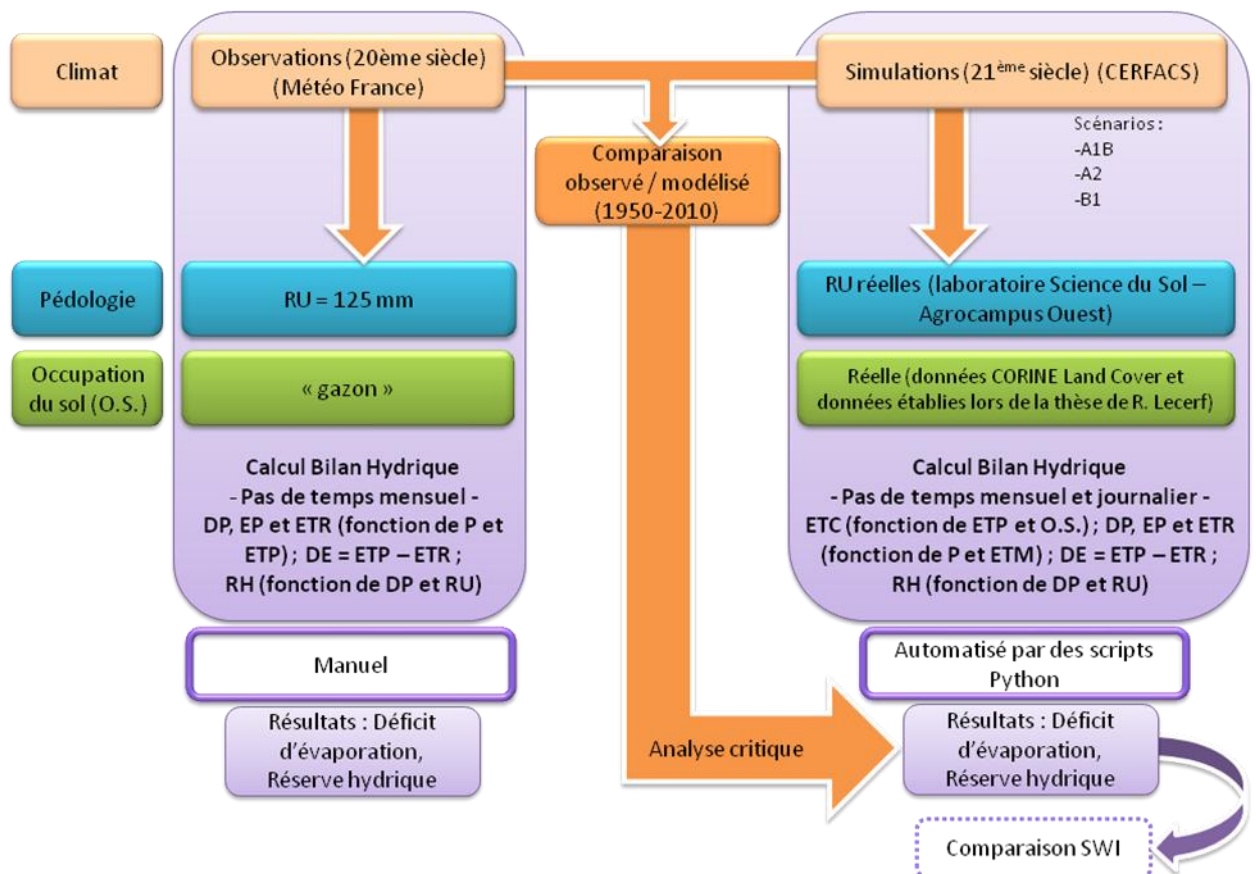 Climat
Observations (20ème siècle)
(Météo France)
Simulations (21ème siècle) (CERFACS)
Scénarios :
-A1B
-A2
-B1
Comparaison
observé / modélisé
(1950-2010)
Pédologie
RU = 125 mm
RU réelles (laboratoire Science du Sol –
Agrocampus Ouest)
Occupation
du sol (O.S.)
« gazon »
Réelle (données CORINE Land Cover et
données établies lors de la thèse de R. Lecerf)
Calcul Bilan Hydrique
- Pas de temps mensuel -
DP, EP et ETR (fonction de P et
ETP) ; DE = ETP – ETR ;
RH (fonction de DP et RU)
Calcul Bilan Hydrique
- Pas de temps mensuel et journalier -
ETC (fonction de ETP et O.S.) ; DP, EP et ETR
(fonction de P et ETM) ; DE = ETP – ETR ;
RH (fonction de DP et RU)
Manuel
Automatisé par des scripts
Python
Résultats : Déficit
d'évaporation,
Réserve hydrique
Analyse critique
Résultats : Déficit
d'évaporation,
Réserve hydrique
Comparaison SWI